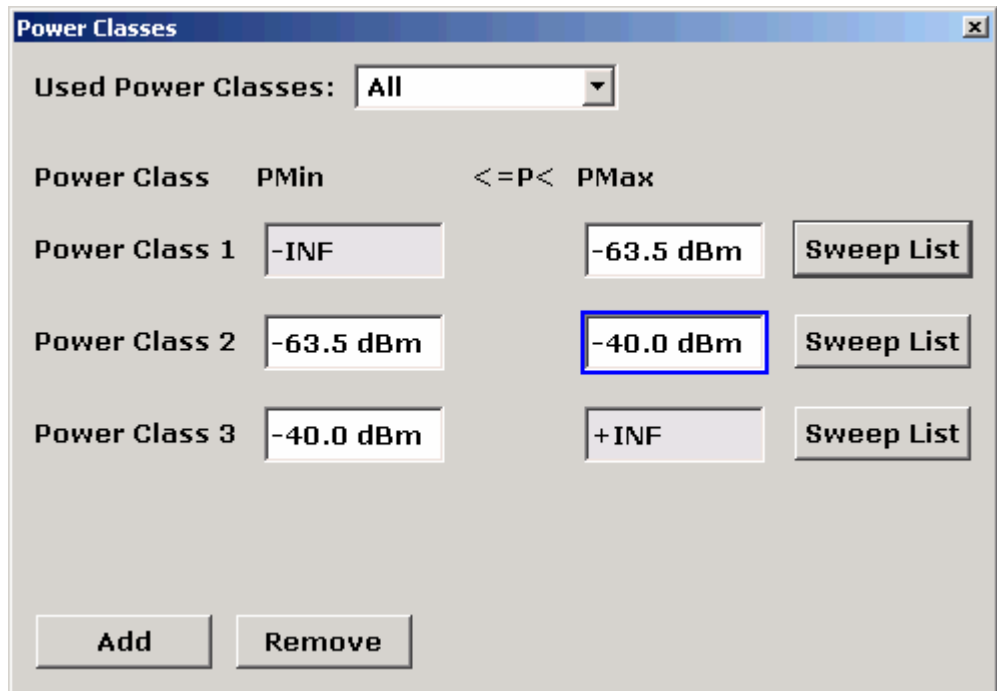 Power Classes
Used Power Classes: All
Power Class PMin <=P< PMax
Power Class 1 -INF -63.5 dBm Sweep List
Power Class 2 -63.5 dBm -40.0 dBm Sweep List
Power Class 3 -40.0 dBm +INF Sweep List
Add Remove